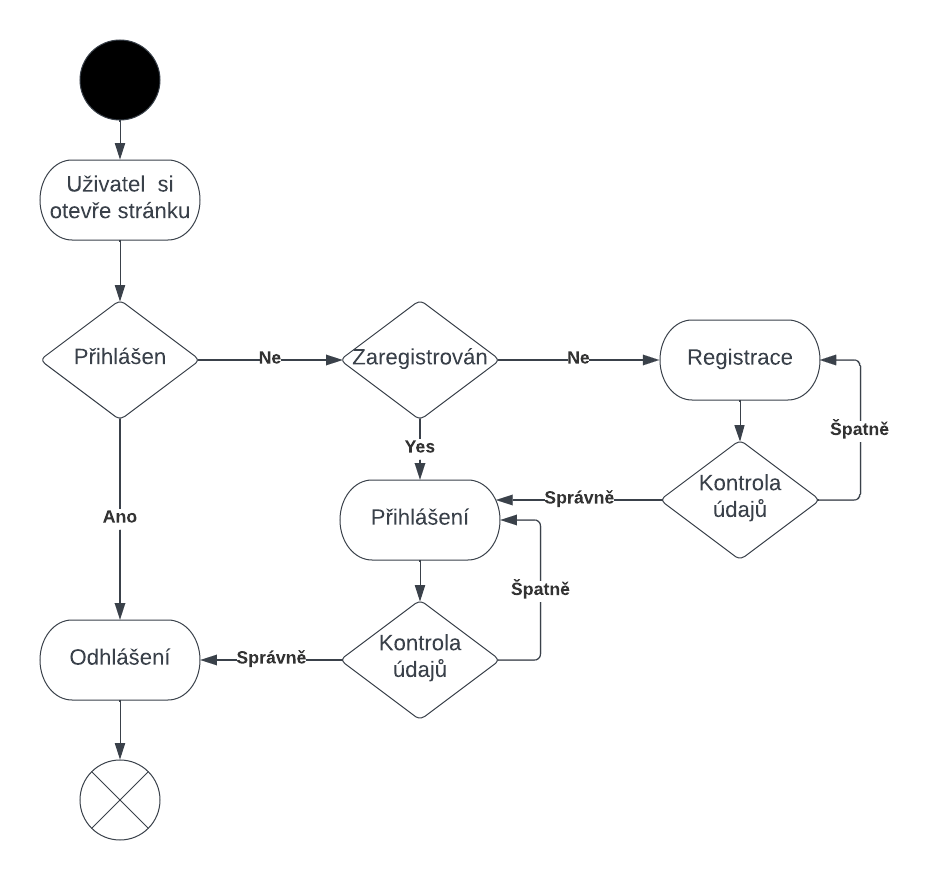 Uživatel si
otevře stránku
Přihlášen
Ne
Zaregistrován
Ne
Registrace
Špatně
Yes
Kontrola
údajů
Správně
Ano
Přihlášení
Špatně
Kontrola
údajů
Správně
Odhlášení